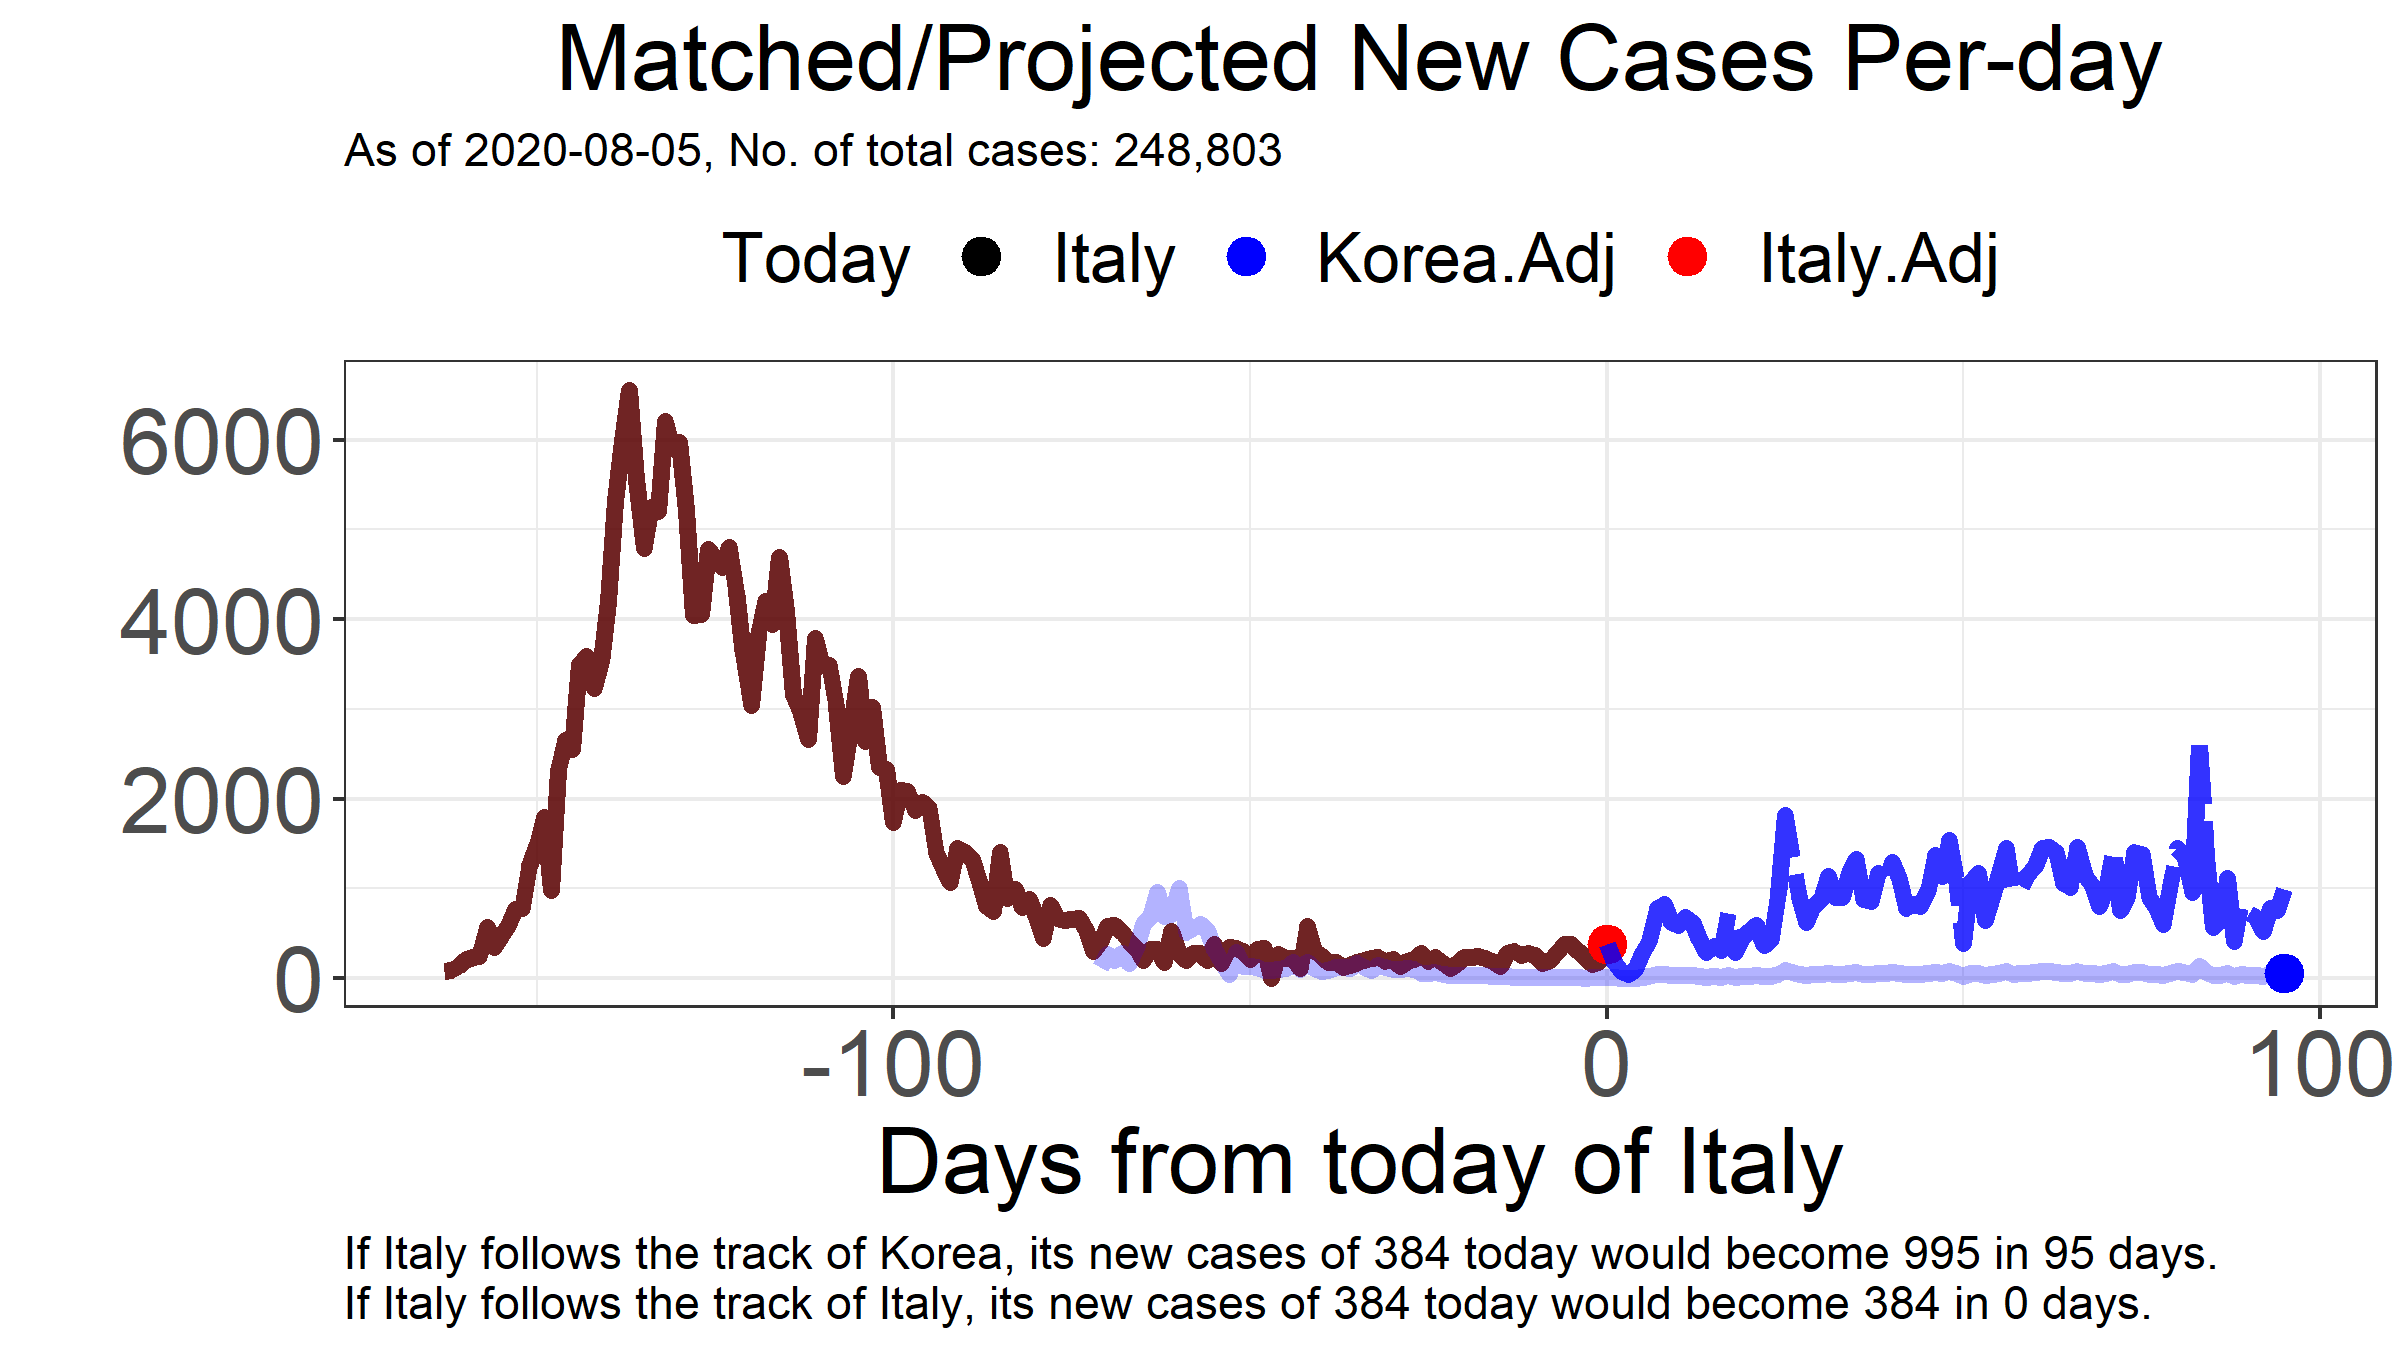 Matched/Projected New Cases Per-day
As of 2020-08-05, No. of total cases: 248,803
Today Italy Korea.Adj Italy.Adj
6000
4000
2000
0
-100 0 100
Days from today of Italy
If Italy follows the track of Korea, its new cases of 384 today would become 995 in 95 days.
If Italy follows the track of Italy, its new cases of 384 today would become 384 in 0 days.